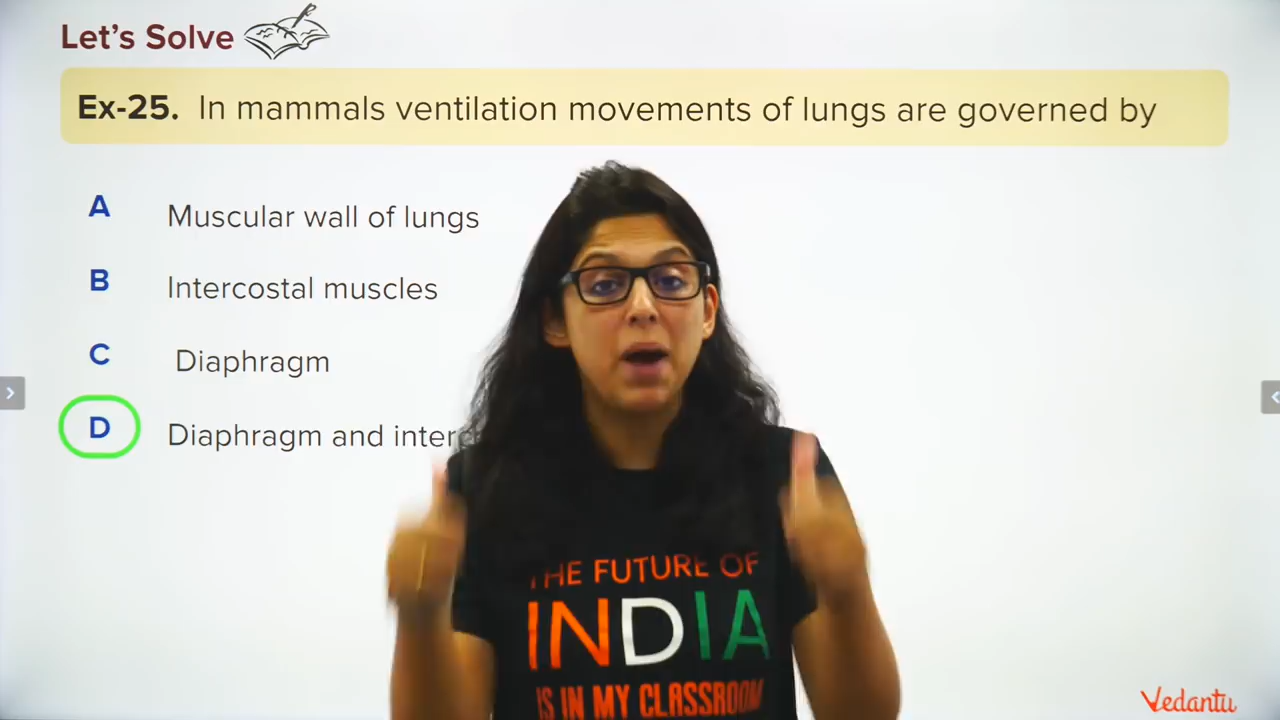 Let's Solve
Ex-25. In mammals ventilation movements of lungs are governed by
A Muscular wall of lungs
B Intercostal muscles
C Diaphragm
D Diaphragm and
THE FUTURE OF
INDIA
IS IN MY CLASSROOM
Vedantu